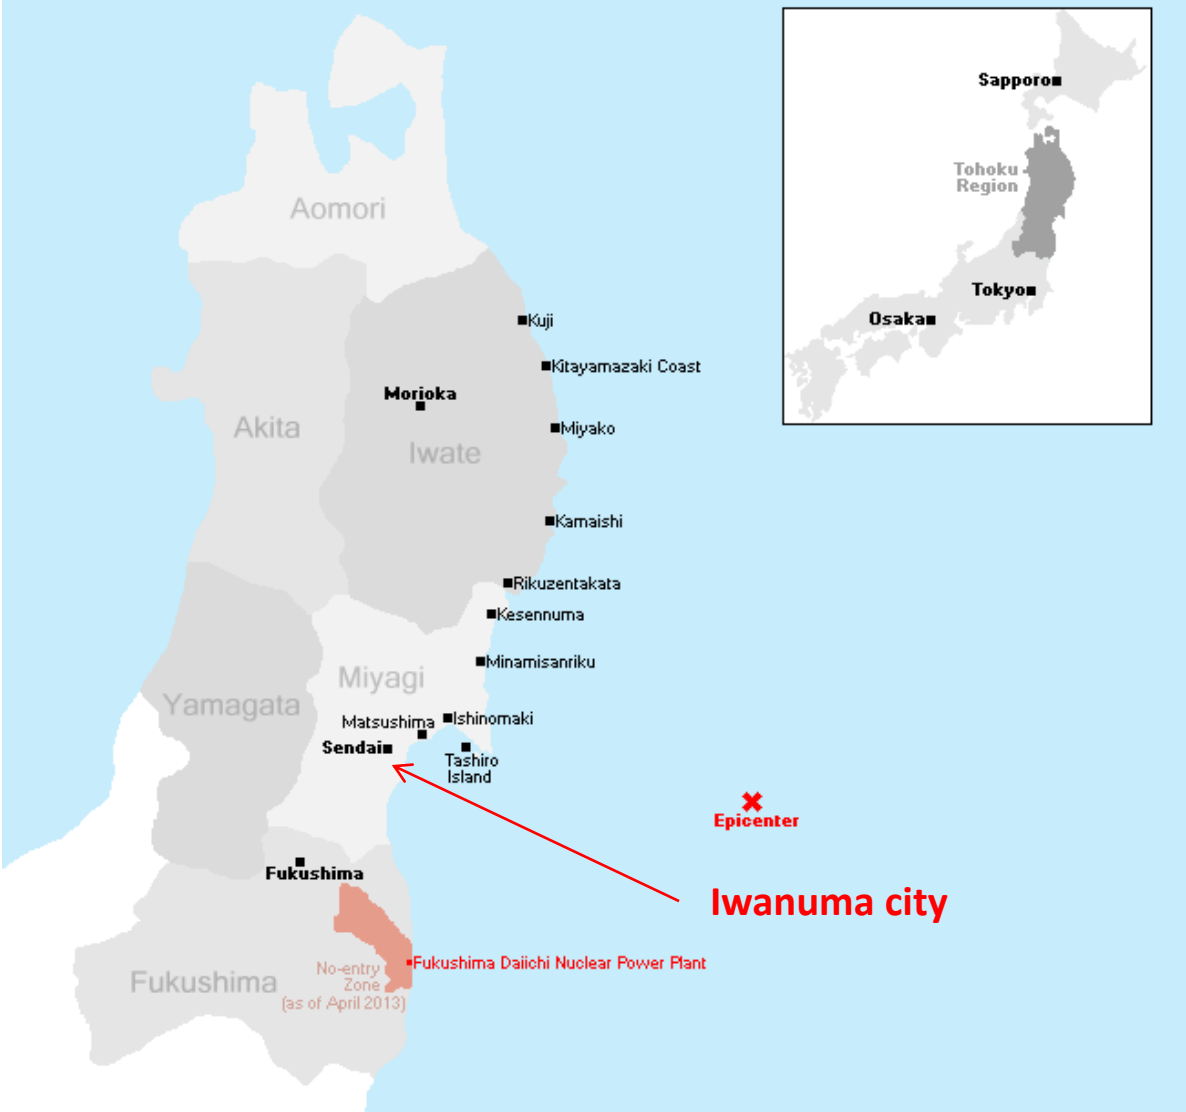 Sapporo
Tohoku
Region
Tokyo
Osaka
Aomori
Kuji
Kitayamazaki Coast
Morioka
Akita
Miyako
Iwate
Kamaishi
Rikuzentakata
Kesennuma
Minamisanriku
Miyagi
Yamagata
Matsushima
Ishinomaki
Sendai
Tashiro
Island
Epicenter
Fukushima
Iwanuma city
Fukushima Daiichi Nuclear Power Plant
Fukushima
No-entry
Zone
(as of April 2013)